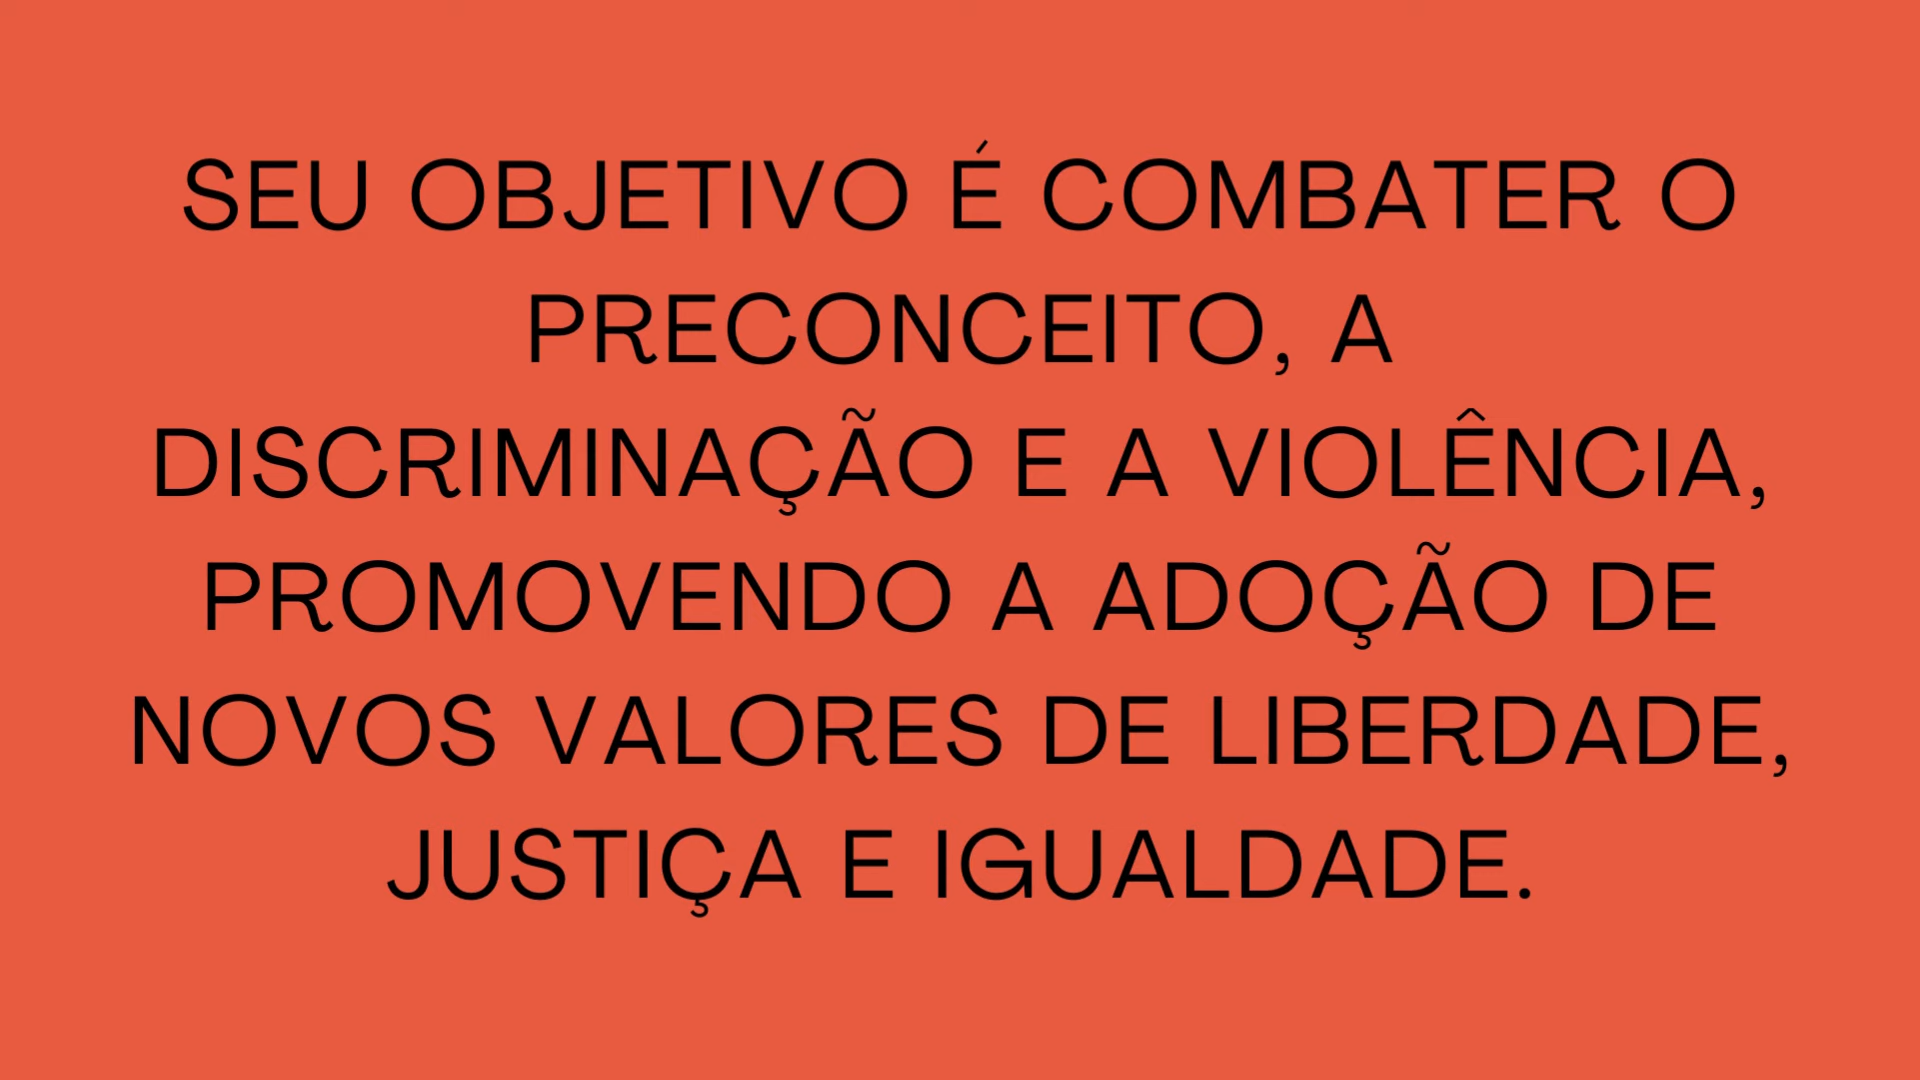 SEU OBJETIVO É COMBATER O
PRECONCEITO, A
DISCRIMINAÇÃO E A VIOLÊNCIA,
PROMOVENDO A ADOÇÃO DE
NOVOS VALORES DE LIBERDADE,
JUSTIÇA E IGUALDADE.